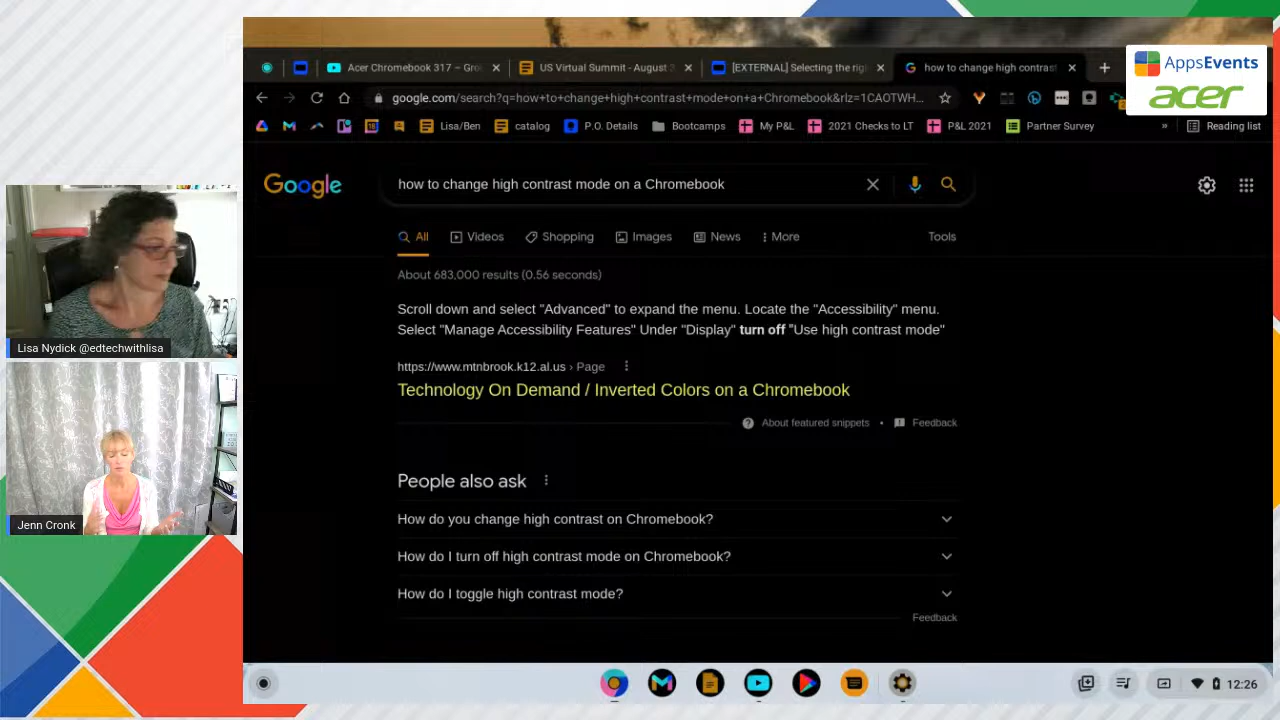 Acer Chromebook 317 – Gro
US Virtual Summit - August 2
[EXTERNAL] Selecting the rig
how to change high contrast
AppsEvents
acer
google.com/search?q=how+to+change+high+contrast+mode+on+a+Chromebook&rlz=1CAOTWH...
Lisa/Ben
catalog
P.O. Details
Bootcamps
My P&L
2021 Checks to LT
P&L 2021
Partner Survey
»
Reading list
Google
how to change high contrast mode on a Chromebook
All
Videos
Shopping
Images
News
More
Tools
About 683,000 results (0.56 seconds)
Scroll down and select "Advanced" to expand the menu. Locate the "Accessibility" menu.
Select "Manage Accessibility Features" Under "Display" turn off "Use high contrast mode"
https://www.mtnbrook.k12.al.us › Page
Technology On Demand / Inverted Colors on a Chromebook
About featured snippets • Feedback
People also ask
How do you change high contrast on Chromebook?
How do I turn off high contrast mode on Chromebook?
How do I toggle high contrast mode?
Feedback
Lisa Nydick @edtechwithlisa
Jenn Cronk
12:26